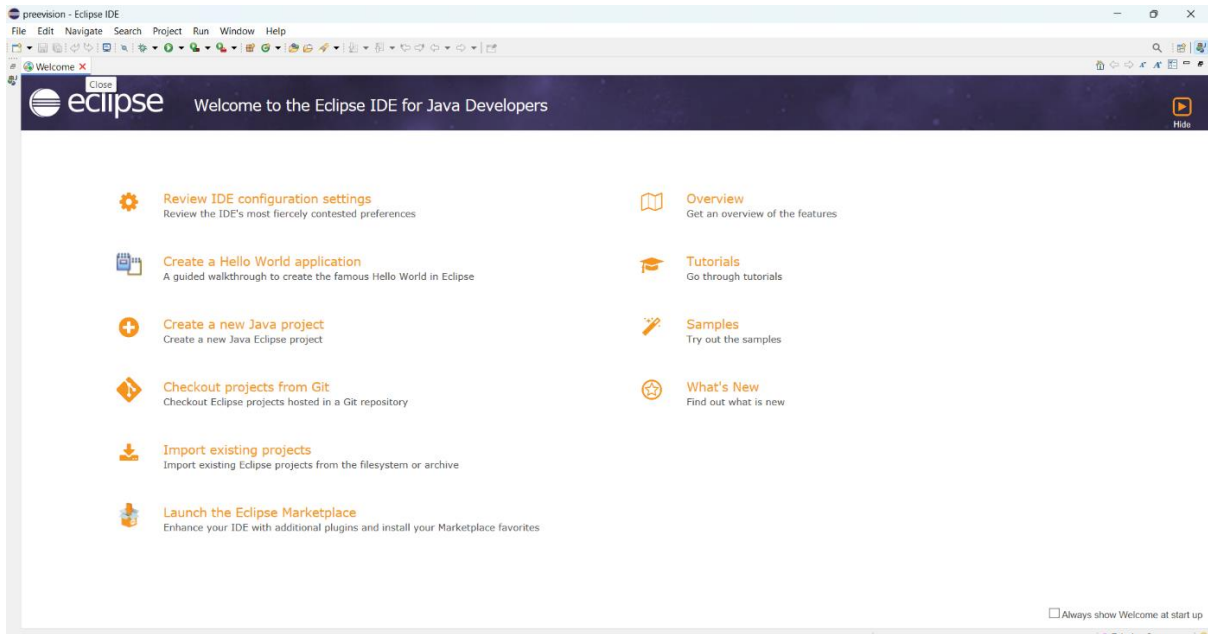 preevision - Eclipse IDE
File Edit Navigate Search Project Run Window Help
Welcome
Close
eclipse Welcome to the Eclipse IDE for Java Developers
Hide
Review IDE configuration settings
Review the IDE's most fiercely contested preferences
Create a Hello World application
A guided walkthrough to create the famous Hello World in Eclipse
Create a new Java project
Create a new Java Eclipse project
Checkout projects from Git
Checkout Eclipse projects hosted in a Git repository
Import existing projects
Import existing Eclipse projects from the filesystem or archive
Launch the Eclipse Marketplace
Enhance your IDE with additional plugins and install your Marketplace favorites
Overview
Get an overview of the features
Tutorials
Go through tutorials
Samples
Try out the samples
What's New
Find out what is new
Always show Welcome at start up